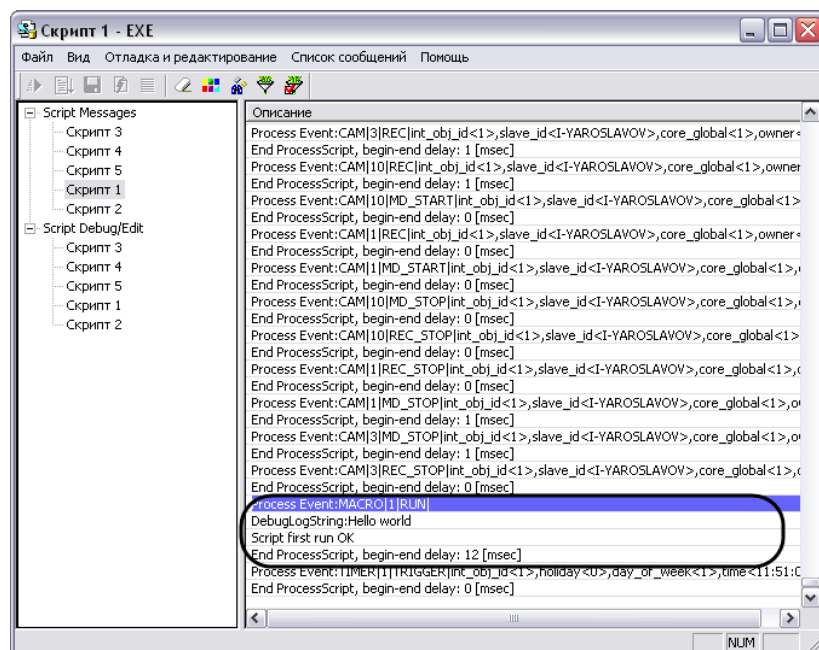 Скрипт 1 - EXE
Файл Вид Отладка и редактирование Список сообщений Помощь
Script Messages
Скрипт 3
Скрипт 4
Скрипт 5
Скрипт 1
Скрипт 2
Script Debug/Edit
Скрипт 3
Скрипт 4
Скрипт 5
Скрипт 1
Скрипт 2
Описание
Process Event:CAM|3|REC|int_obj_id<1>,slave_id<I-YAROSLAVOV>,core_global<1>,owner<
End ProcessScript, begin-end delay: 1 [msec]
Process Event:CAM|10|REC|int_obj_id<1>,slave_id<I-YAROSLAVOV>,core_global<1>,owner
End ProcessScript, begin-end delay: 1 [msec]
Process Event:CAM|10|MD_START|int_obj_id<1>,slave_id<I-YAROSLAVOV>,core_global<1>
End ProcessScript, begin-end delay: 0 [msec]
Process Event:CAM|1|REC|int_obj_id<1>,slave_id<I-YAROSLAVOV>,core_global<1>,owner<
End ProcessScript, begin-end delay: 0 [msec]
Process Event:CAM|1|MD_START|int_obj_id<1>,slave_id<I-YAROSLAVOV>,core_global<1>,
End ProcessScript, begin-end delay: 0 [msec]
Process Event:CAM|10|MD_STOP|int_obj_id<1>,slave_id<I-YAROSLAVOV>,core_global<1>,
End ProcessScript, begin-end delay: 0 [msec]
Process Event:CAM|10|REC_STOP|int_obj_id<1>,slave_id<I-YAROSLAVOV>,core_global<1>
End ProcessScript, begin-end delay: 0 [msec]
Process Event:CAM|1|REC_STOP|int_obj_id<1>,slave_id<I-YAROSLAVOV>,core_global<1>,
End ProcessScript, begin-end delay: 0 [msec]
Process Event:CAM|1|MD_STOP|int_obj_id<1>,slave_id<I-YAROSLAVOV>,core_global<1>,
End ProcessScript, begin-end delay: 1 [msec]
Process Event:CAM|3|MD_STOP|int_obj_id<1>,slave_id<I-YAROSLAVOV>,core_global<1>,
End ProcessScript, begin-end delay: 1 [msec]
Process Event:CAM|3|REC_STOP|int_obj_id<1>,slave_id<I-YAROSLAVOV>,core_global<1>,
End ProcessScript, begin-end delay: 0 [msec]
Process Event:MACRO|1|RUN|
DebugLogString:Hello world
Script first run OK
End ProcessScript, begin-end delay: 12 [msec]
Process Event:TIMER|1|TRIGGER|int_obj_id<1>,holiday<0>,day_of_week<1>,time<11:51:
End ProcessScript, begin-end delay: 0 [msec]
NUM